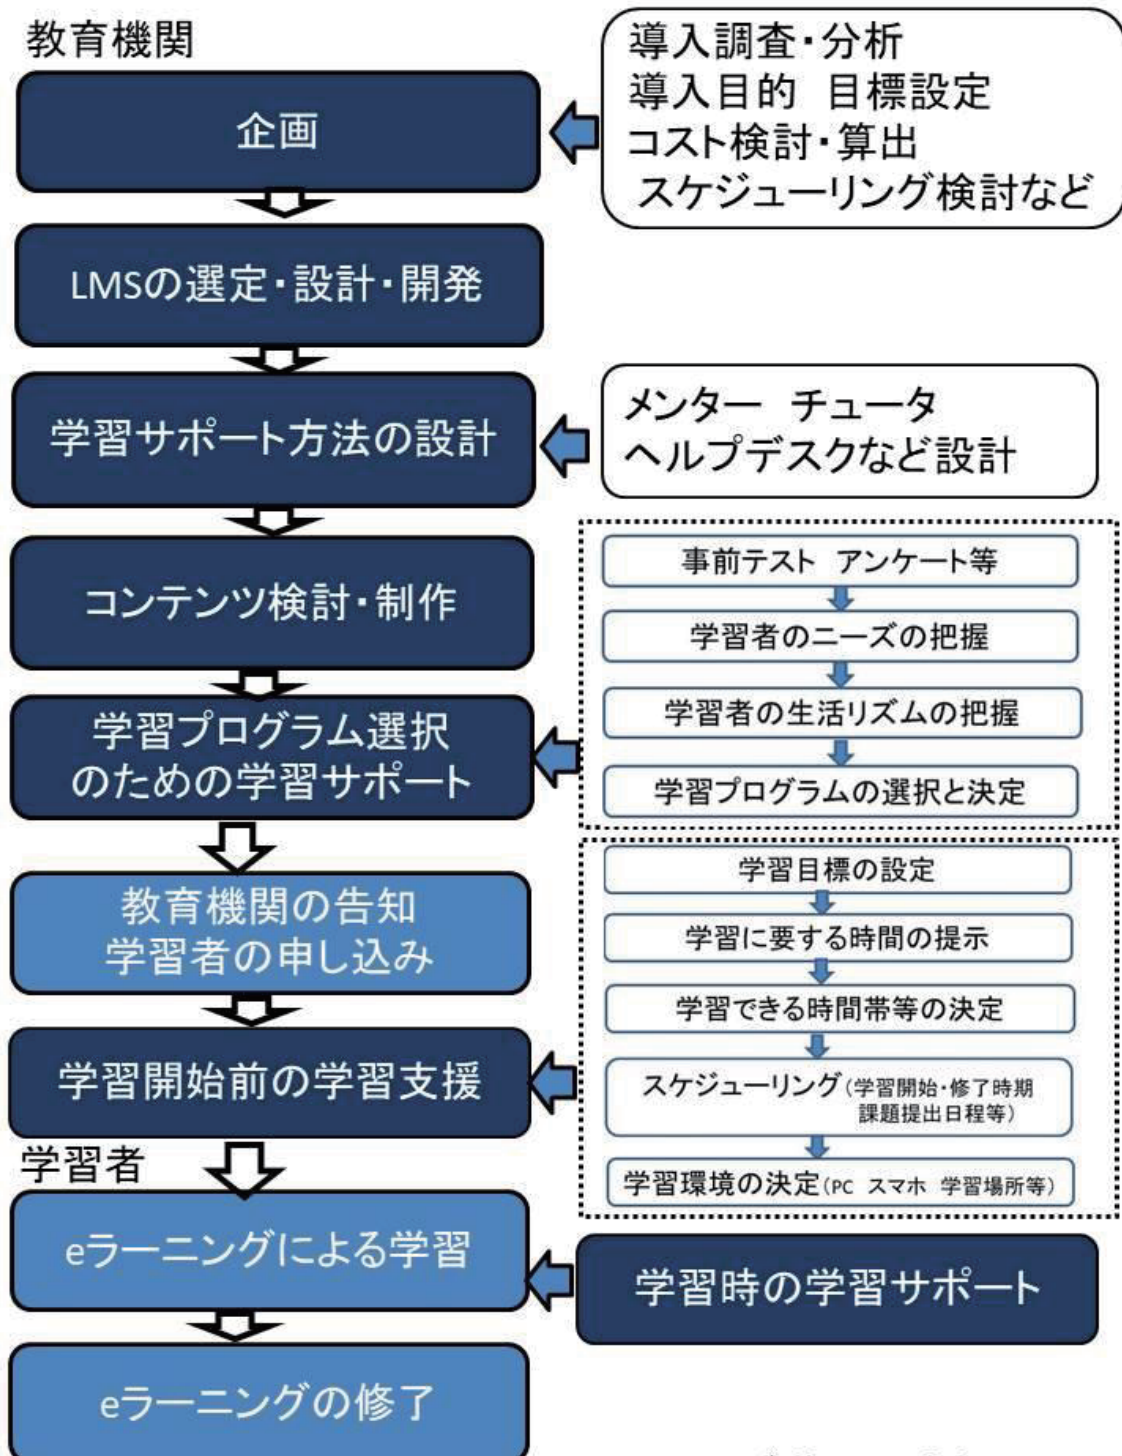 教育機関
企画
導入調査・分析
導入目的　目標設定
コスト検討・算出
スケジューリング検討など
LMSの選定・設計・開発
学習サポート方法の設計
メンター　チュータ
ヘルプデスクなど設計
コンテンツ検討・制作
事前テスト　アンケート等
学習者のニーズの把握
学習者の生活リズムの把握
学習プログラムの選択と決定
学習プログラム選択
のための学習サポート
教育機関の告知
学習者の申し込み
学習目標の設定
学習に要する時間の提示
学習できる時間帯等の決定
スケジューリング（学習開始・修了時期
課題提出日程等）
学習環境の決定（PC　スマホ　学習場所等）
学習開始前の学習支援
学習者
eラーニングによる学習
学習時の学習サポート
eラーニングの修了